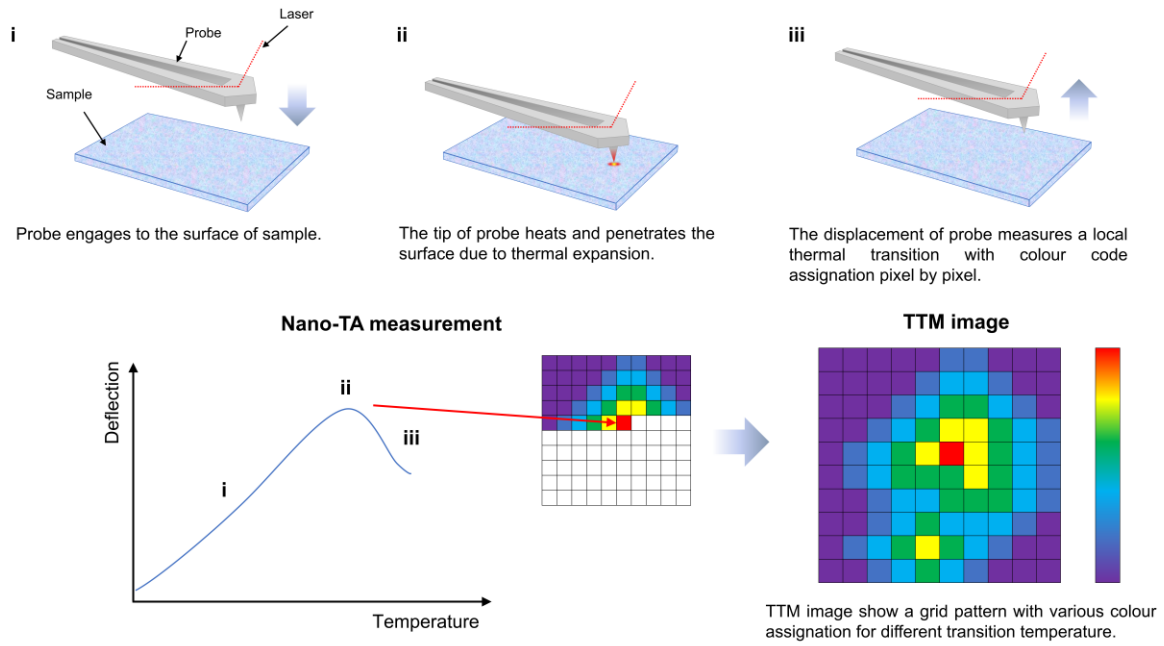 i
Probe
Laser
Sample
Probe engages to the surface of sample.
ii
The tip of probe heats and penetrates the
surface due to thermal expansion.
iii
The displacement of probe measures a local
thermal transition with colour code
assignation pixel by pixel.
Nano-TA measurement
Deflection
i
ii
iii
Temperature
TTM image
TTM image show a grid pattern with various colour
assignation for different transition temperature.